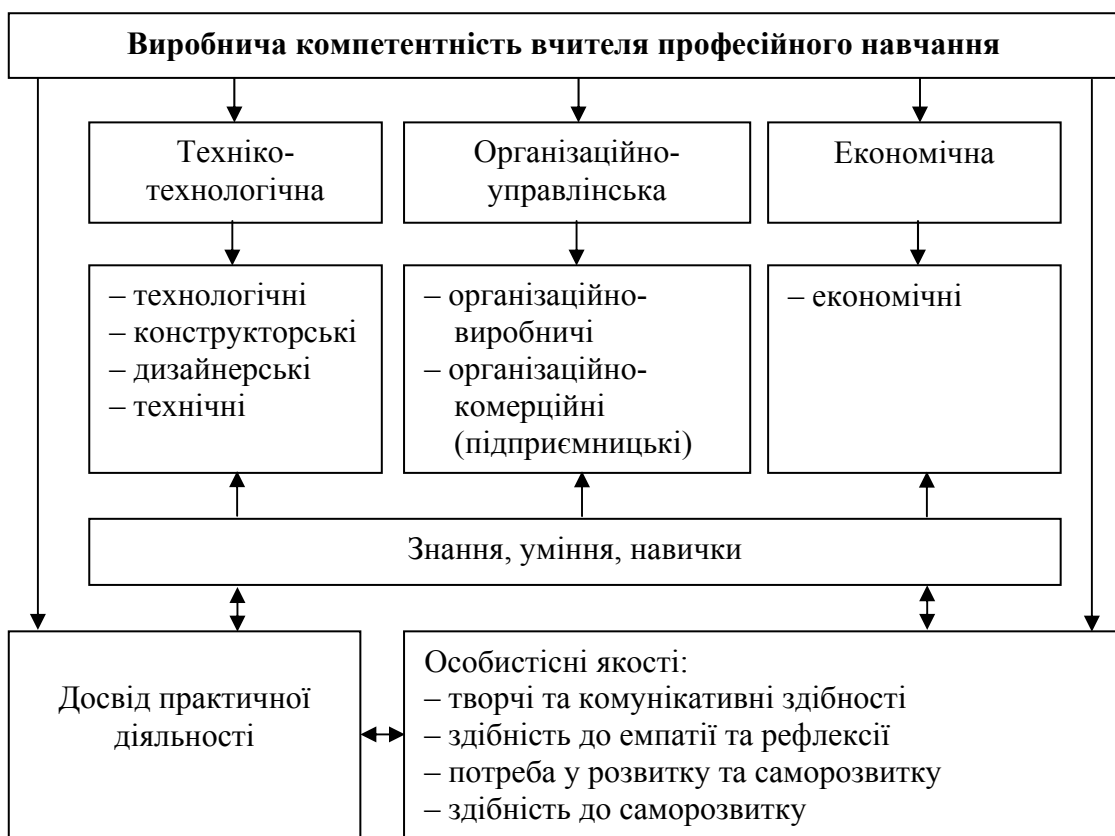 Виробнича компетентність вчителя професійного навчання
Техніко-
технологічна
Організаційно-
управлінська
Економічна
– технологічні
– конструкторські
– дизайнерські
– технічні
– організаційно-
виробничі
– організаційно-
комерційні
(підприємницькі)
– економічні
Знання, уміння, навички
Досвід практичної
діяльності
Особистісні якості:
– творчі та комунікативні здібності
– здібність до емпатії та рефлексії
– потреба у розвитку та саморозвитку
– здібність до саморозвитку